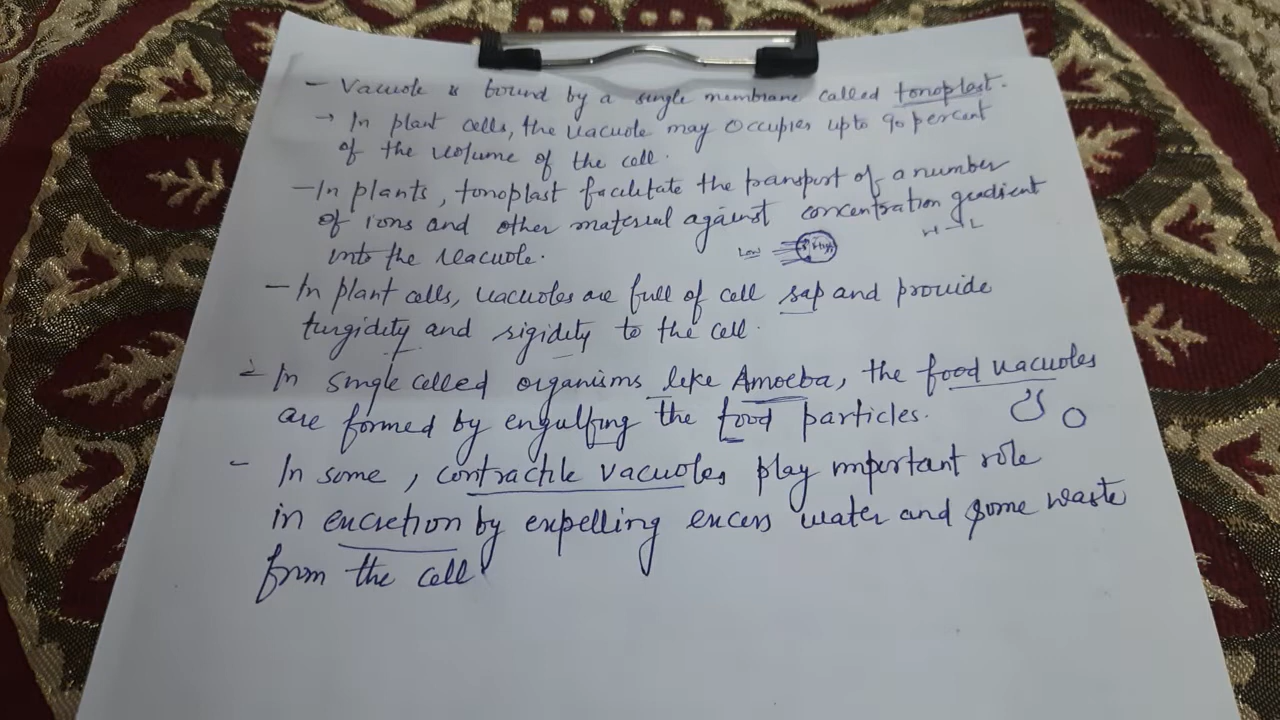 - Vacuole is bound by a single membrane called tonoplast.
→ In plant cells, the vacuole may occupies upto 90 percent
of the volume of the cell.
- In plants, tonoplast facilitate the transport of a number
of ions and other material against concentration gradient
H → L
into the vacuole. Low High
- In plant cells, vacuoles are full of cell sap and provide
turgidity and rigidity to the cell.
- In single celled organisms like Amoeba, the food vacuoles
are formed by engulfing the food particles.
- In some, contractile vacuoles play important role
in excretion by expelling excess water and some waste
from the cell